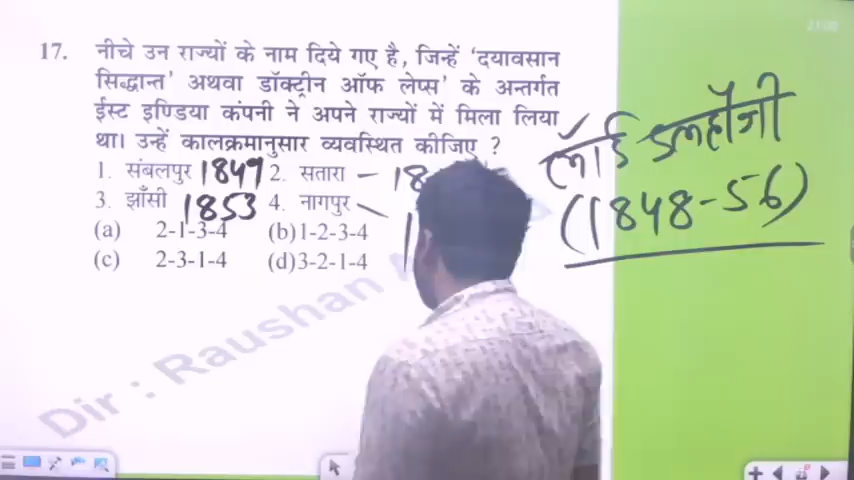 17. नीचे उन राज्यों के नाम दिये गए है, जिन्हें 'दयावसान
सिद्धान्त' अथवा डॉक्ट्रीन ऑफ लेप्स' के अन्तर्गत
ईस्ट इण्डिया कंपनी ने अपने राज्यों में मिला लिया
था। उन्हें कालक्रमानुसार व्यवस्थित कीजिए ?
1. संबलपुर 1849 2. सतारा – 18
3. झाँसी 1853 4. नागपुर –
(a) 2-1-3-4 (b) 1-2-3-4
(c) 2-3-1-4 (d) 3-2-1-4
लॉर्ड डलहौजी
(1848-56)
Dir : Raushan